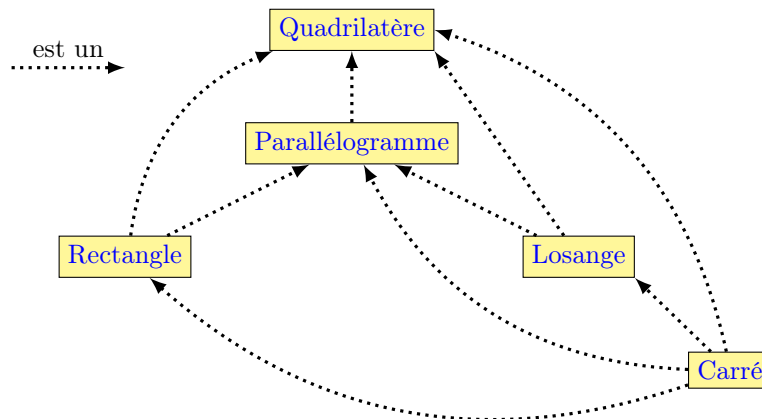 Quadrilatère
est un
Parallélogramme
Rectangle
Losange
Carré